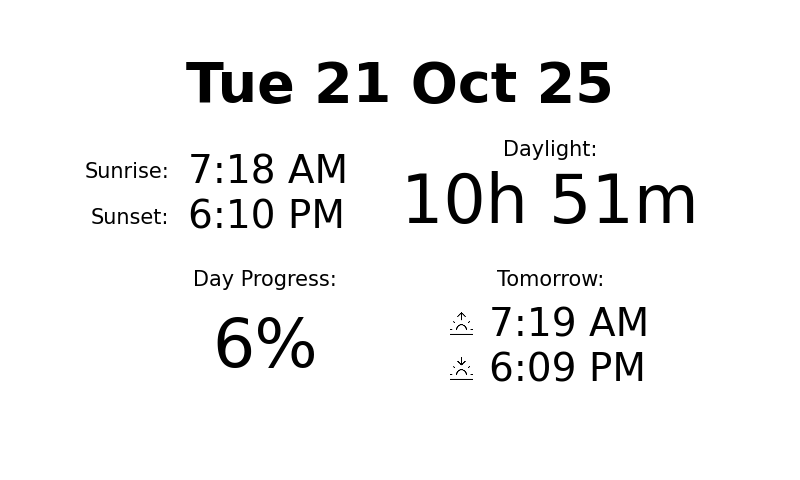 Tue 21 Oct 25
Sunrise: 7:18 AM
Sunset: 6:10 PM
Daylight:
10h 51m
Day Progress:
6%
Tomorrow:
7:19 AM
6:09 PM